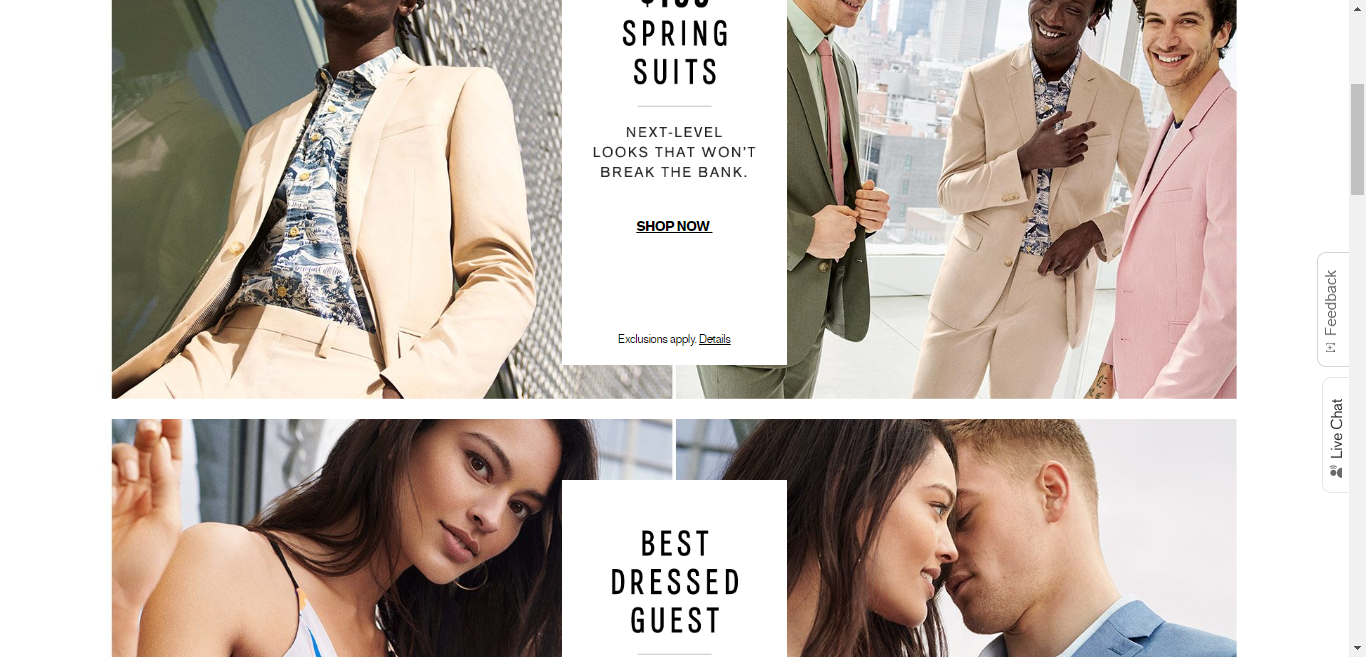 SPRING
SUITS
NEXT-LEVEL
LOOKS THAT WON'T
BREAK THE BANK.
SHOP NOW
Exclusions apply. Details
Feedback
Live Chat
BEST
DRESSED
GUEST